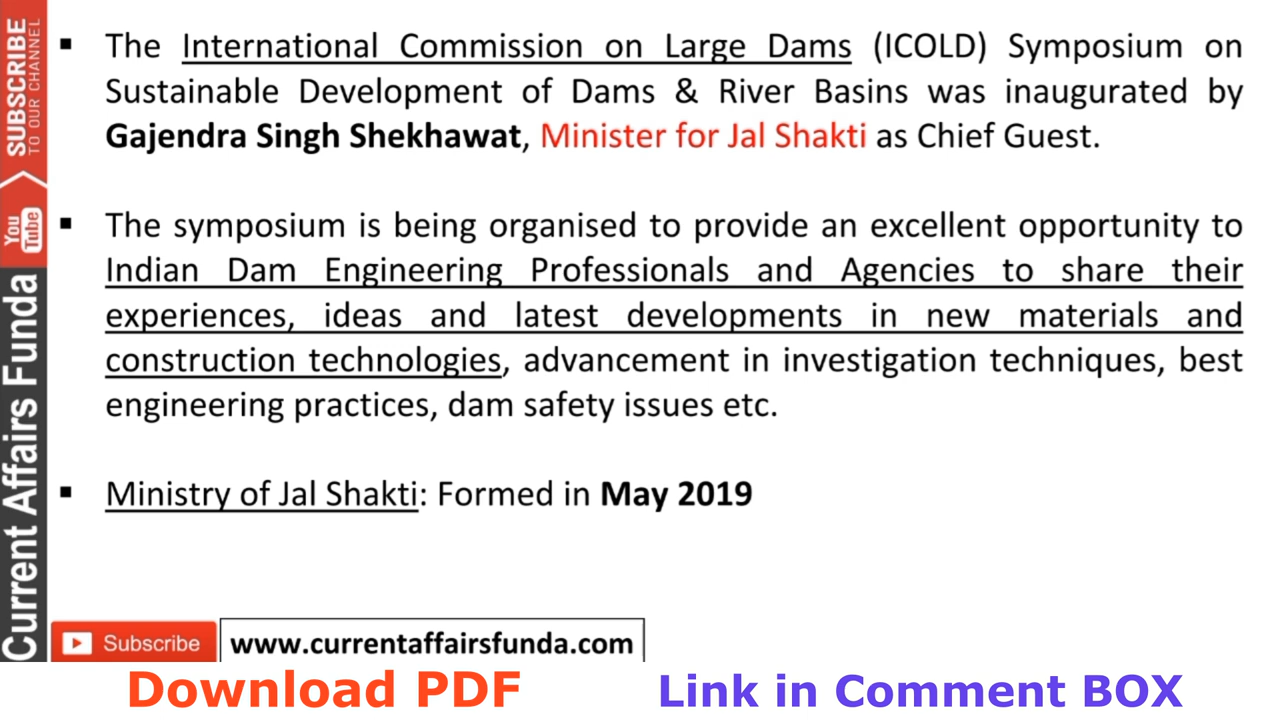 SUBSCRIBE
TO OUR CHANNEL
You
Tube
Current Affairs Funda
▪ The International Commission on Large Dams (ICOLD) Symposium on
Sustainable Development of Dams & River Basins was inaugurated by
Gajendra Singh Shekhawat, Minister for Jal Shakti as Chief Guest.
▪ The symposium is being organised to provide an excellent opportunity to
Indian Dam Engineering Professionals and Agencies to share their
experiences, ideas and latest developments in new materials and
construction technologies, advancement in investigation techniques, best
engineering practices, dam safety issues etc.
▪ Ministry of Jal Shakti: Formed in May 2019
Subscribe
www.currentaffairsfunda.com
Download PDF
Link in Comment BOX